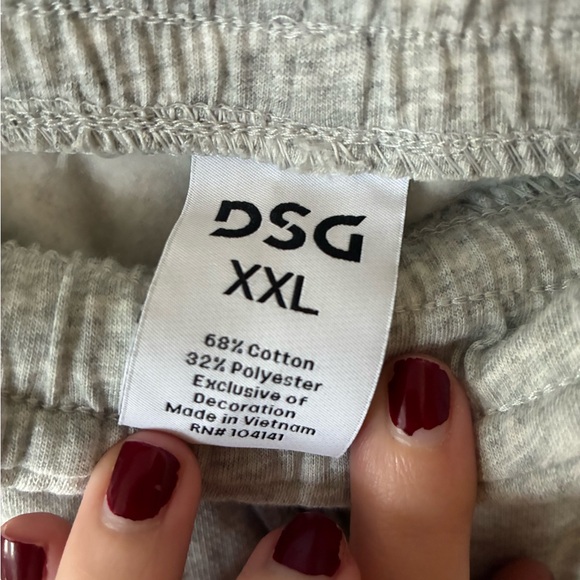 DSG
XXL
68% Cotton
32% Polyester
Exclusive of
Decoration
Made in Vietnam
RN# 104141